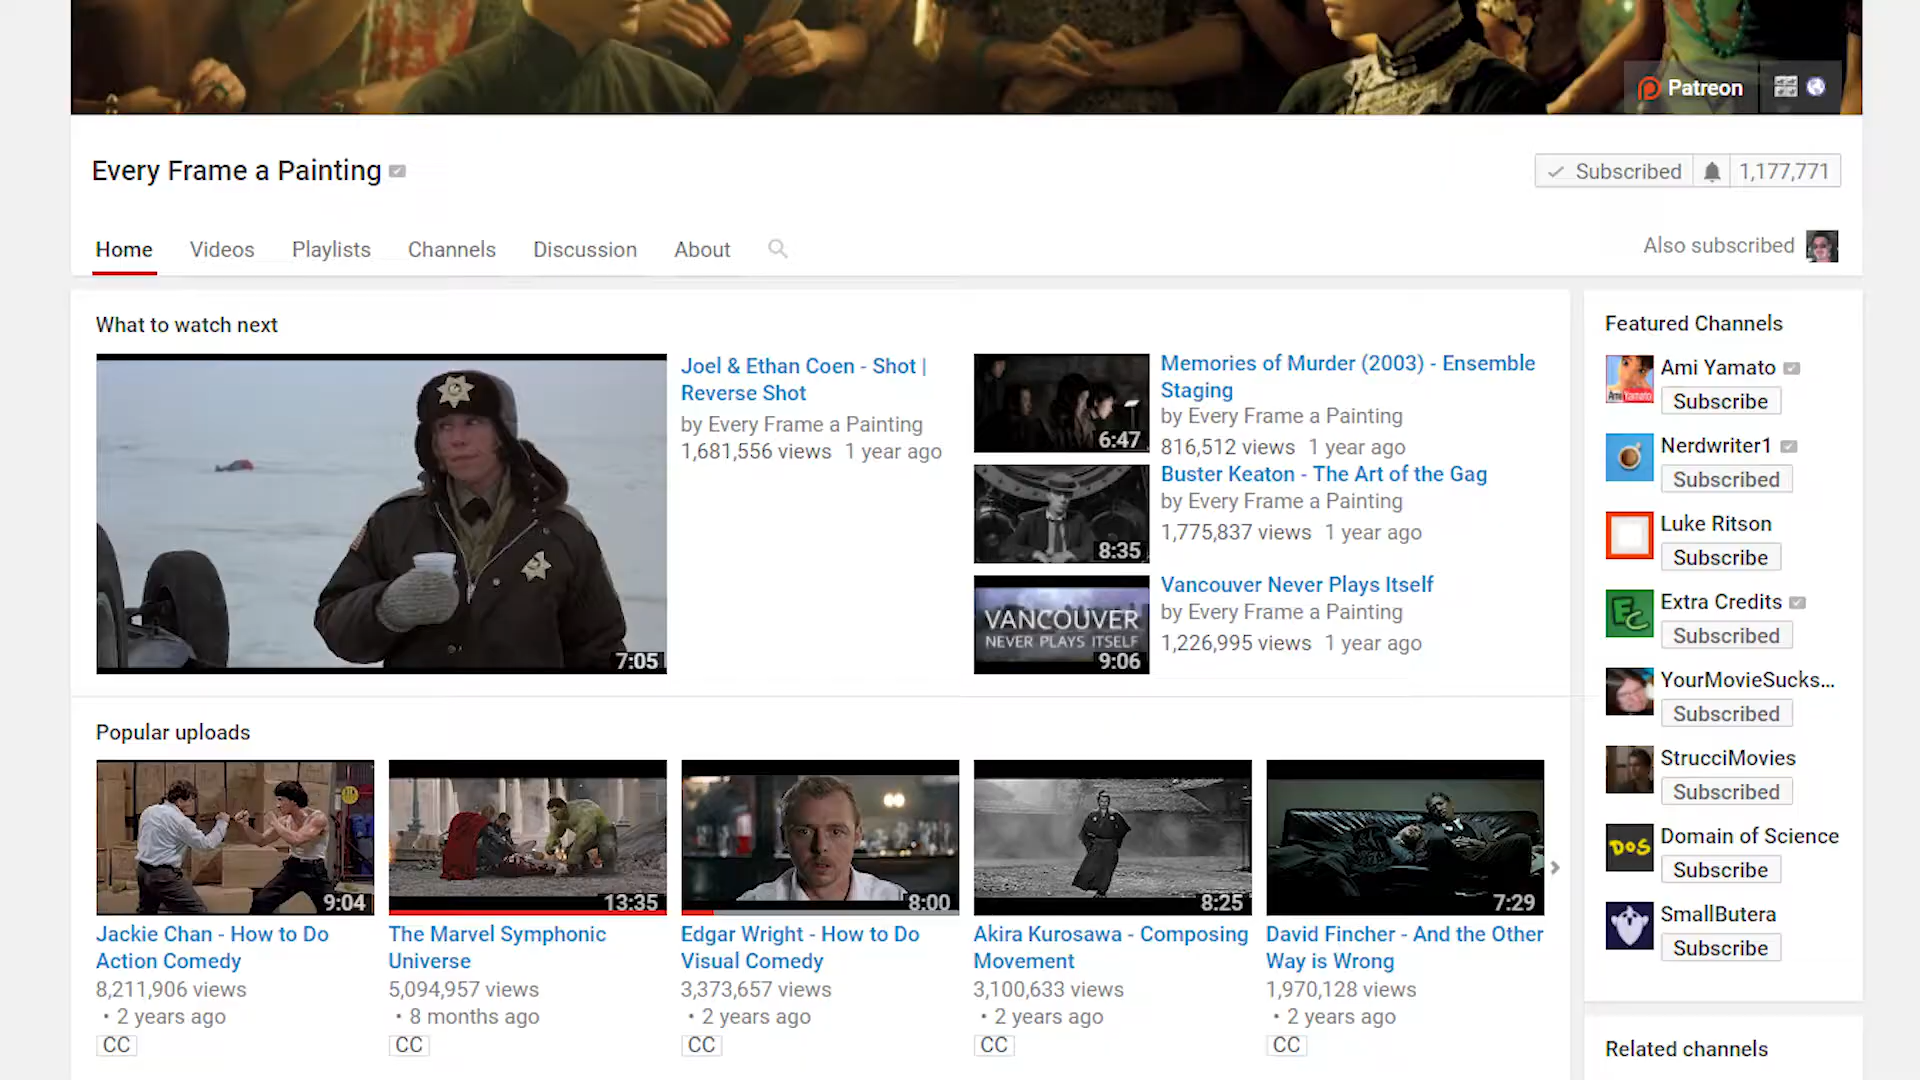 Patreon
Every Frame a Painting
Subscribed 1,177,771
Home Videos Playlists Channels Discussion About
Also subscribed
What to watch next
7:05
Joel & Ethan Coen - Shot |
Reverse Shot
by Every Frame a Painting
1,681,556 views 1 year ago
6:47
Memories of Murder (2003) - Ensemble
Staging
by Every Frame a Painting
816,512 views 1 year ago
8:35
Buster Keaton - The Art of the Gag
by Every Frame a Painting
1,775,837 views 1 year ago
VANCOUVER
NEVER PLAYS ITSELF
9:06
Vancouver Never Plays Itself
by Every Frame a Painting
1,226,995 views 1 year ago
Popular uploads
9:04
Jackie Chan - How to Do
Action Comedy
8,211,906 views
• 2 years ago
CC
13:35
The Marvel Symphonic
Universe
5,094,957 views
• 8 months ago
CC
8:00
Edgar Wright - How to Do
Visual Comedy
3,373,657 views
• 2 years ago
CC
8:25
Akira Kurosawa - Composing
Movement
3,100,633 views
• 2 years ago
CC
7:29
David Fincher - And the Other
Way is Wrong
1,970,128 views
• 2 years ago
CC
Featured Channels
Ami Yamato
Ami Yamato
Subscribe
Nerdwriter1
Subscribed
Luke Ritson
Subscribe
EC
Extra Credits
Subscribed
YourMovieSucks...
Subscribed
StrucciMovies
Subscribed
DOS
Domain of Science
Subscribe
SmallButera
Subscribe
Related channels